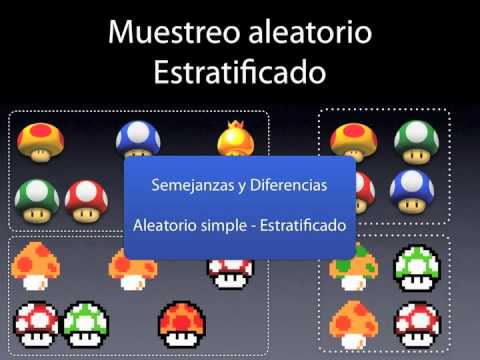 Muestreo aleatorio
Estratificado
Semejanzas y Diferencias
Aleatorio simple - Estratificado